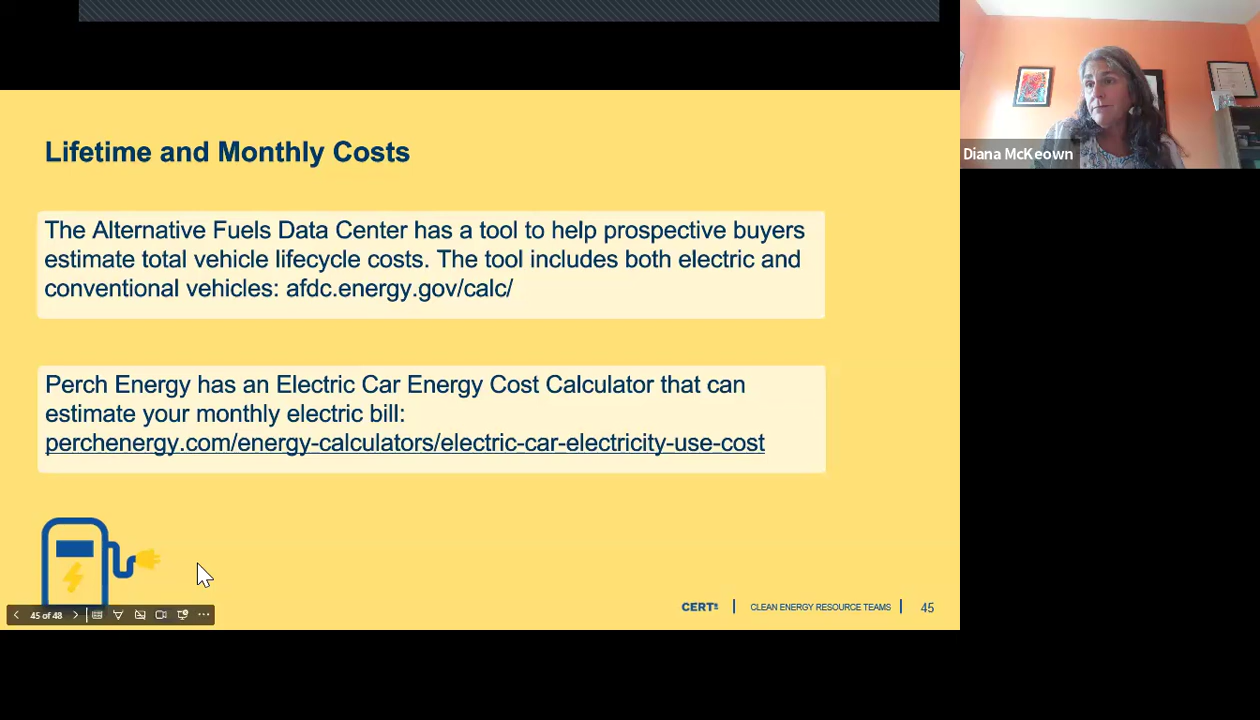 Lifetime and Monthly Costs
The Alternative Fuels Data Center has a tool to help prospective buyers
estimate total vehicle lifecycle costs. The tool includes both electric and
conventional vehicles: afdc.energy.gov/calc/
Perch Energy has an Electric Car Energy Cost Calculator that can
estimate your monthly electric bill:
perchenergy.com/energy-calculators/electric-car-electricity-use-cost
45 of 48
CERTs | CLEAN ENERGY RESOURCE TEAMS | 45
Diana McKeown